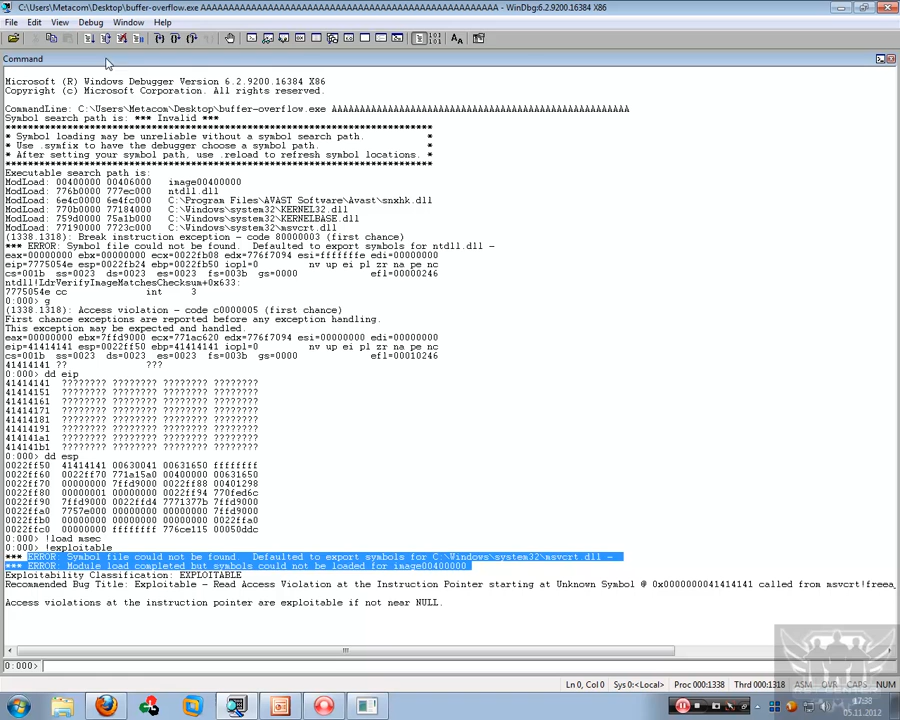 C:\Users\Metacom\Desktop\buffer-overflow.exe AAAAAAAAAAAAAAAAAAAAAAAAAAAAAAAAAAAAAAAAAAAAAAAAAAAAA - WinDbg:6.2.9200.16384 X86
File Edit View Debug Window Help
Command
Microsoft (R) Windows Debugger Version 6.2.9200.16384 X86
Copyright (c) Microsoft Corporation. All rights reserved.
CommandLine: C:\Users\Metacom\Desktop\buffer-overflow.exe AAAAAAAAAAAAAAAAAAAAAAAAAAAAAAAAAAAAAAAAAAAAAAAAAAAAA
Symbol search path is: *** Invalid ***
****************************************************************************
* Symbol loading may be unreliable without a symbol search path.           *
* Use .symfix to have the debugger choose a symbol path.                   *
* After setting your symbol path, use .reload to refresh symbol locations. *
****************************************************************************
Executable search path is:
ModLoad: 00400000 00406000   image00400000
ModLoad: 776b0000 777ec000   ntdll.dll
ModLoad: 6e4c0000 6e4fc000   C:\Program Files\AVAST Software\Avast\snxhk.dll
ModLoad: 770b0000 77184000   C:\Windows\system32\KERNEL32.dll
ModLoad: 759d0000 75a1b000   C:\Windows\system32\KERNELBASE.dll
ModLoad: 77190000 7723c000   C:\Windows\system32\msvcrt.dll
(1338.1318): Break instruction exception - code 80000003 (first chance)
*** ERROR: Symbol file could not be found.  Defaulted to export symbols for ntdll.dll -
eax=00000000 ebx=00000000 ecx=0022fb08 edx=776f7094 esi=fffffffe edi=00000000
eip=7775054e esp=0022fb24 ebp=0022fb50 iopl=0         nv up ei pl zr na pe nc
cs=001b  ss=0023  ds=0023  es=0023  fs=003b  gs=0000             efl=00000246
ntdll!LdrVerifyImageMatchesChecksum+0x633:
7775054e cc              int     3
0:000> g
(1338.1318): Access violation - code c0000005 (first chance)
First chance exceptions are reported before any exception handling.
This exception may be expected and handled.
eax=00000000 ebx=7ffd9000 ecx=771ac620 edx=776f7094 esi=00000000 edi=00000000
eip=41414141 esp=0022ff50 ebp=41414141 iopl=0         nv up ei pl zr na pe nc
cs=001b  ss=0023  ds=0023  es=0023  fs=003b  gs=0000             efl=00010246
41414141 ??              ???
0:000> dd eip
41414141  ???????? ???????? ???????? ????????
41414151  ???????? ???????? ???????? ????????
41414161  ???????? ???????? ???????? ????????
41414171  ???????? ???????? ???????? ????????
41414181  ???????? ???????? ???????? ????????
41414191  ???????? ???????? ???????? ????????
414141a1  ???????? ???????? ???????? ????????
414141b1  ???????? ???????? ???????? ????????
0:000> dd esp
0022ff50  41414141 00630041 00631650 ffffffff
0022ff60  0022ff70 771a15a0 00400000 00631650
0022ff70  00000000 7ffd9000 0022ff88 00401298
0022ff80  00000001 00000000 0022ff94 770fed6c
0022ff90  7ffd9000 0022ffd4 7771377b 7ffd9000
0022ffa0  7757e000 00000000 00000000 7ffd9000
0022ffb0  00000000 00000000 00000000 0022ffa0
0022ffc0  00000000 ffffffff 776ce115 00050ddc
0:000> !load msec
0:000> !exploitable
*** ERROR: Symbol file could not be found.  Defaulted to export symbols for C:\Windows\system32\msvcrt.dll -
*** ERROR: Module load completed but symbols could not be loaded for image00400000
Exploitability Classification: EXPLOITABLE
Recommended Bug Title: Exploitable - Read Access Violation at the Instruction Pointer starting at Unknown Symbol @ 0x0000000041414141 called from msvcrt!freea
Access violations at the instruction pointer are exploitable if not near NULL.
0:000>
Ln 0, Col 0 Sys 0:<Local> Proc 000:1338 Thrd 000:1318 ASM OVR CAPS NUM
17:38
05.11.2012